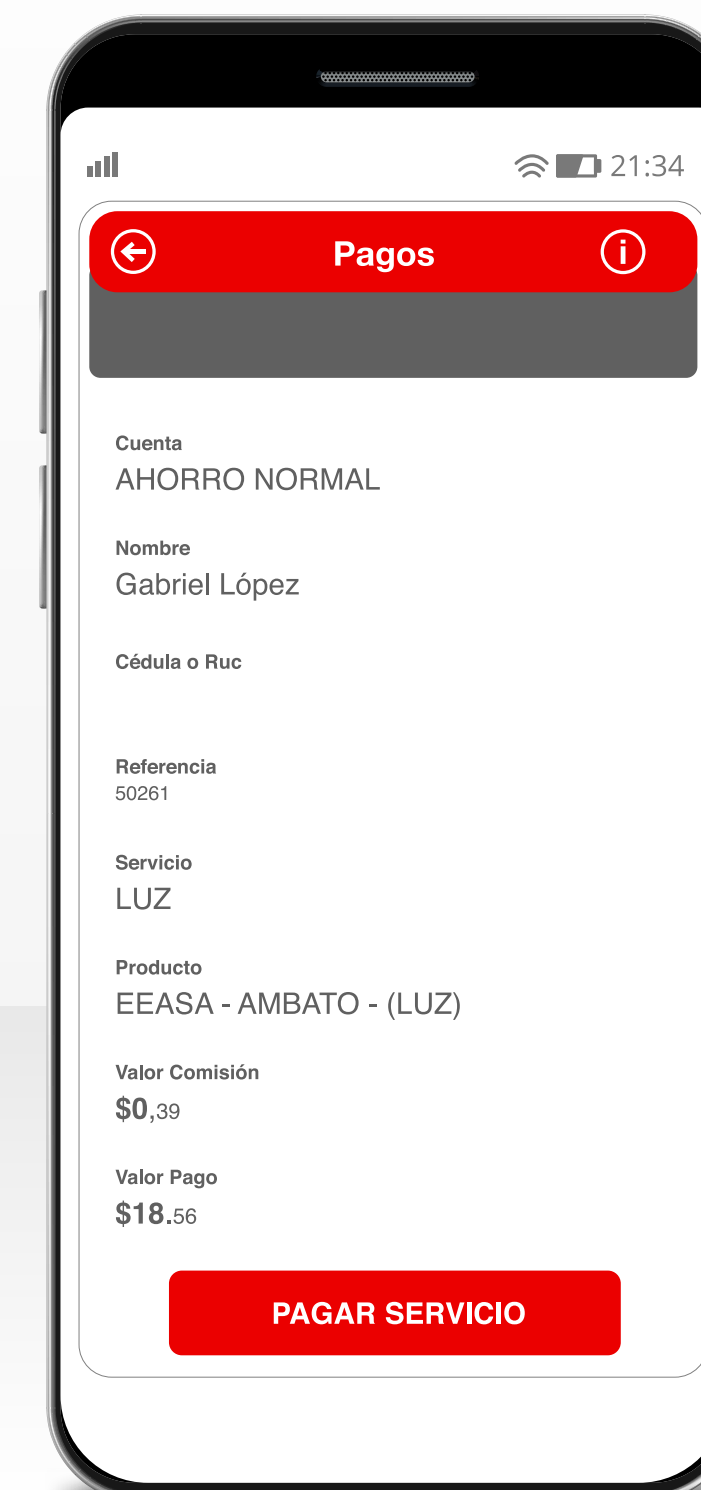 21:34
Pagos
i
Cuenta
AHORRO NORMAL
Nombre
Gabriel López
Cédula o Ruc
Referencia
50261
Servicio
LUZ
Producto
EEASA - AMBATO - (LUZ)
Valor Comisión
$0,39
Valor Pago
$18.56
PAGAR SERVICIO